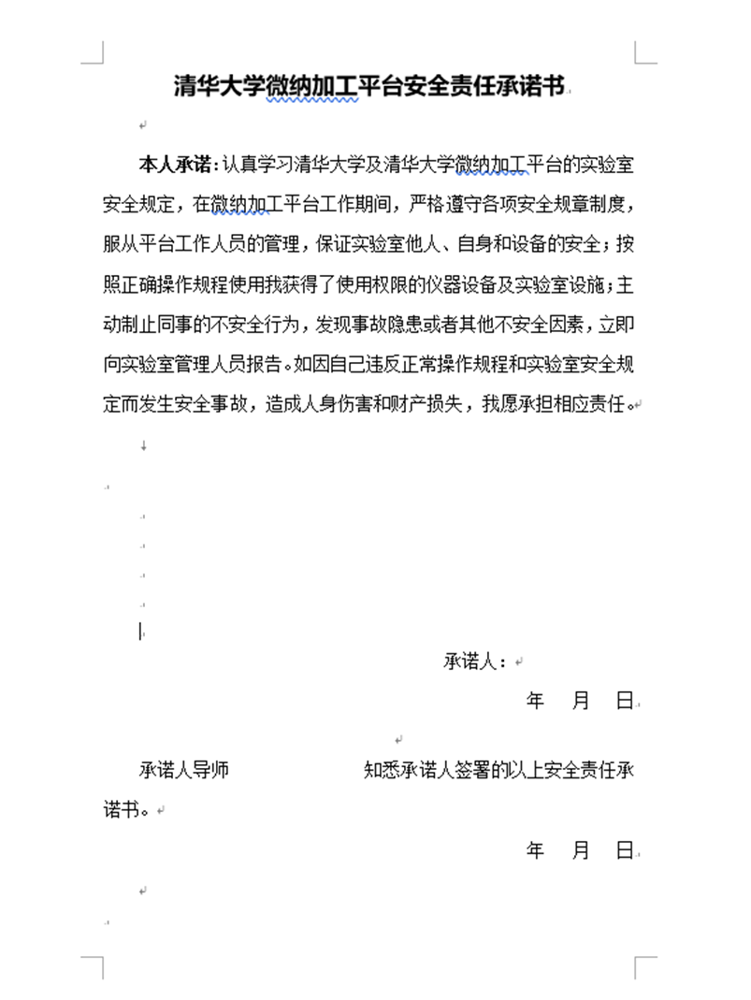 清华大学微纳加工平台安全责任承诺书
本人承诺:认真学习清华大学及清华大学微纳加工平台的实验室
安全规定，在微纳加工平台工作期间，严格遵守各项安全规章制度，
服从平台工作人员的管理，保证实验室他人、自身和设备的安全；按
照正确操作规程使用我获得了使用权限的仪器设备及实验室设施；主
动制止同事的不安全行为，发现事故隐患或者其他不安全因素，立即
向实验室管理人员报告。如因自己违反正常操作规程和实验室安全规
定而发生安全事故，造成人身伤害和财产损失，我愿承担相应责任。
承诺人：
年 月 日
承诺人导师 知悉承诺人签署的以上安全责任承
诺书。
年 月 日